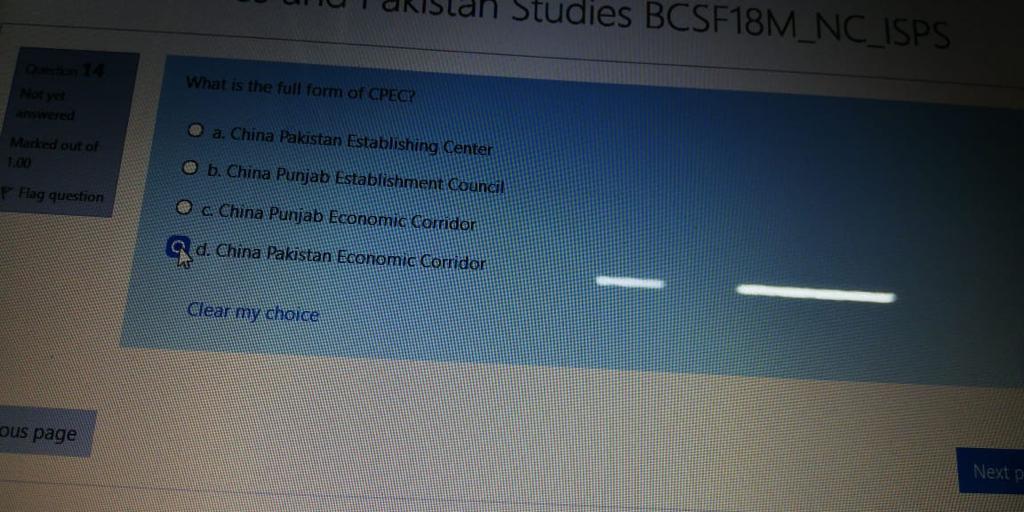 and Pakistan Studies BCSF18M_NC_ISPS
Question 14
Not yet
answered
Marked out of
1.00
Flag question
What is the full form of CPEC?
a. China Pakistan Establishing Center
b. China Punjab Establishment Council
c. China Punjab Economic Corridor
d. China Pakistan Economic Corridor
Clear my choice
ous page
Next p